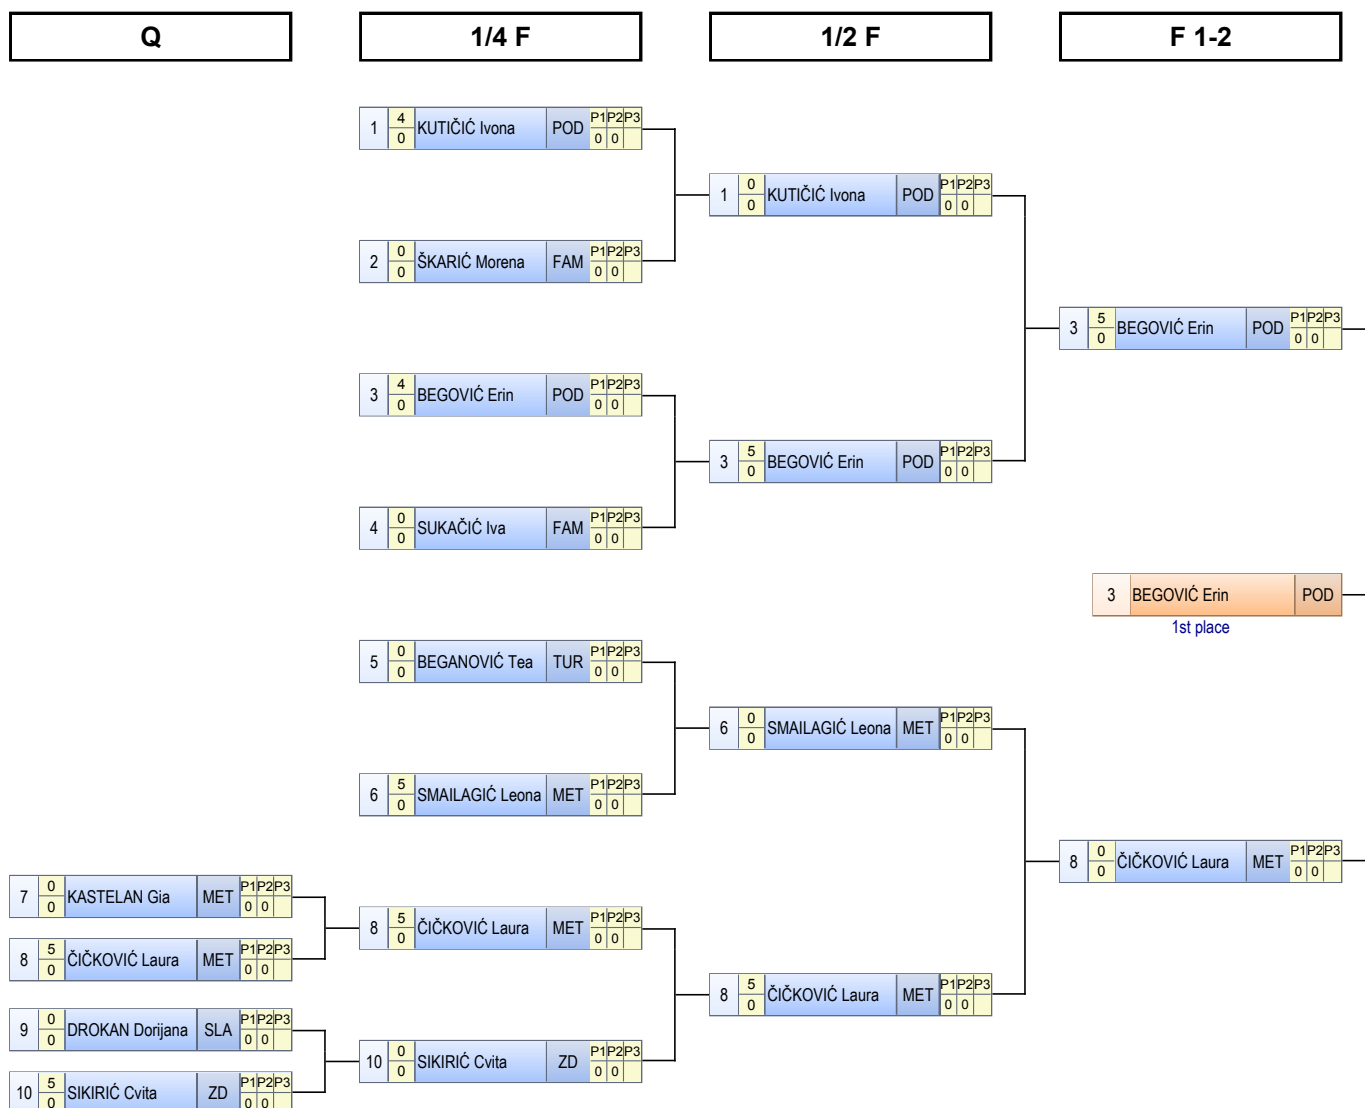 Q 1/4 F 1/2 F F 1-2
4 P1 P2 P3
1 KUTIČIĆ Ivona POD
0 0 0
0 P1 P2 P3
1 KUTIČIĆ Ivona POD
0 0 0
0 P1 P2 P3
2 ŠKARIĆ Morena FAM
0 0 0
5 P1 P2 P3
3 BEGOVIĆ Erin POD
0 0 0
4 P1 P2 P3
3 BEGOVIĆ Erin POD
0 0 0
5 P1 P2 P3
3 BEGOVIĆ Erin POD
0 0 0
0 P1 P2 P3
4 SUKAČIĆ Iva FAM
0 0 0
3 BEGOVIĆ Erin POD
1st place
0 P1 P2 P3
5 BEGANOVIĆ Tea TUR
0 0 0
0 P1 P2 P3
6 SMAILAGIĆ Leona MET
0 0 0
5 P1 P2 P3
6 SMAILAGIĆ Leona MET
0 0 0
0 P1 P2 P3
8 ČIČKOVIĆ Laura MET
0 0 0
0 P1 P2 P3
7 KASTELAN Gia MET
0 0 0
5 P1 P2 P3
8 ČIČKOVIĆ Laura MET
0 0 0
5 P1 P2 P3
8 ČIČKOVIĆ Laura MET
0 0 0
5 P1 P2 P3
8 ČIČKOVIĆ Laura MET
0 0 0
0 P1 P2 P3
9 DROKAN Dorijana SLA
0 0 0
0 P1 P2 P3
10 SIKIRIĆ Cvita ZD
0 0 0
5 P1 P2 P3
10 SIKIRIĆ Cvita ZD
0 0 0